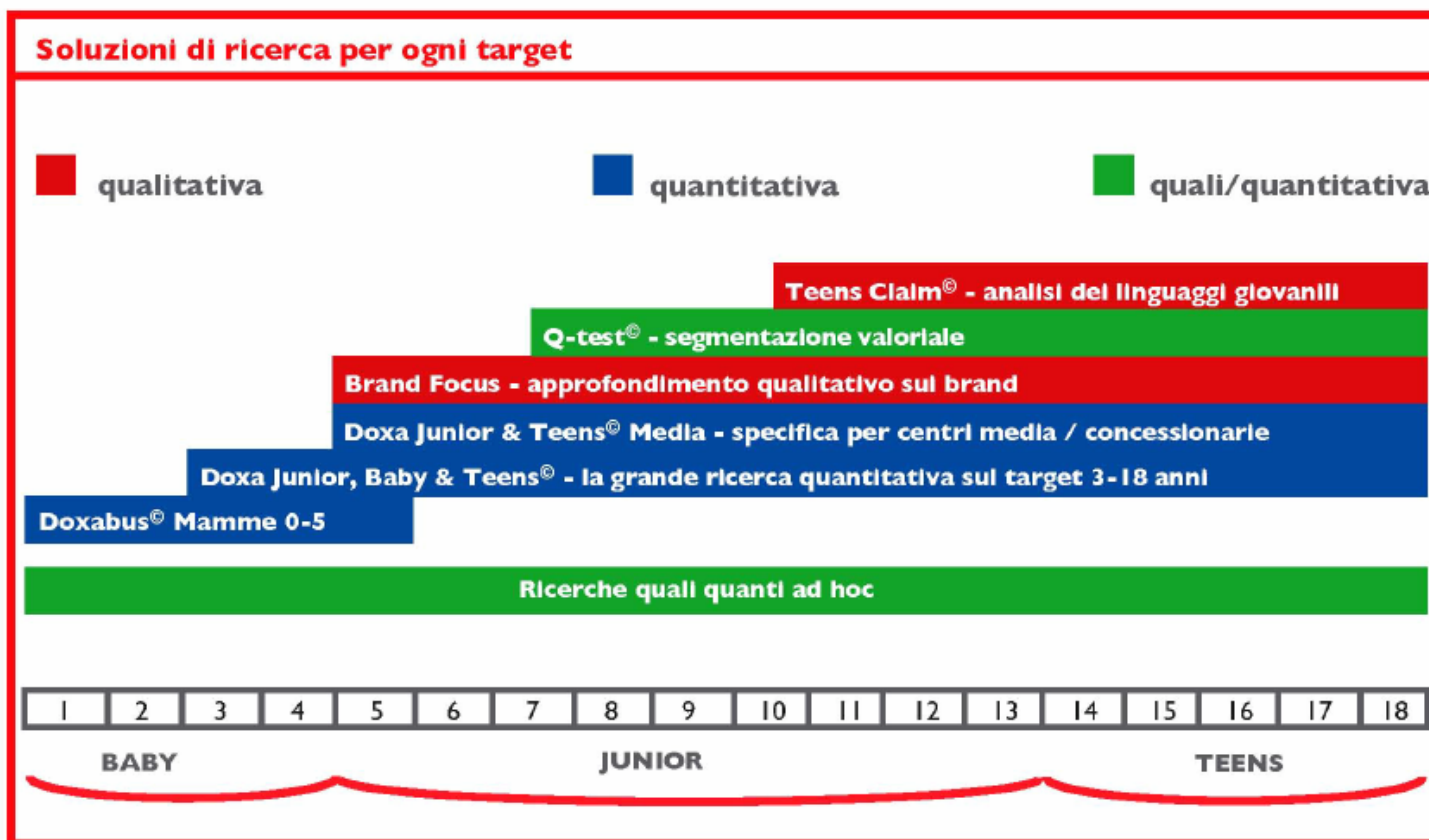 Soluzioni di ricerca per ogni target
qualitativa
quantitativa
quali/quantitativa
Teens Claim© - analisi dei linguaggi giovanili
Q-test© - segmentazione valoriale
Brand Focus - approfondimento qualitativo sui brand
Doxa Junior & Teens© Media - specifica per centri media / concessionarie
Doxa Junior, Baby & Teens© - la grande ricerca quantitativa sul target 3-18 anni
Doxabus© Mamme 0-5
Ricerche quali quanti ad hoc
1 2 3 4 5 6 7 8 9 10 11 12 13 14 15 16 17 18
BABY JUNIOR TEENS